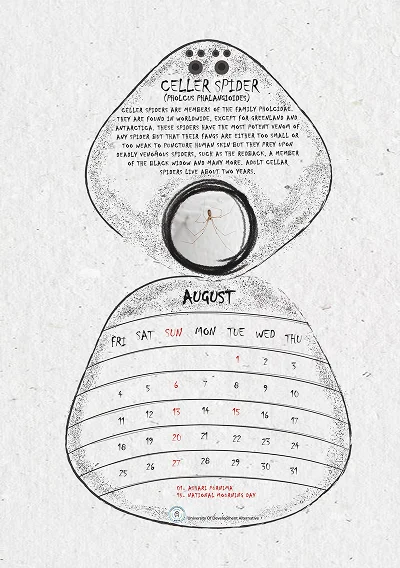 CELLER SPIDER
(PHOLCUS PHALANGIOIDES)
CELLER SPIDERS ARE MEMBERS OF THE FAMILY PHOLCIDAE.
THEY ARE FOUND IN WORLDWIDE, EXCEPT FOR GREENLAND AND
ANTARCTICA. THESE SPIDERS HAVE THE MOST POTENT VENOM OF
ANY SPIDER BUT THAT THEIR FANGS ARE EITHER TOO SMALL OR
TOO WEAK TO PUNCTURE HUMAN SKIN BUT THEY PREY UPON
DEADLY VENOMOUS SPIDERS, SUCH AS THE REDBACK, A MEMBER
OF THE BLACK WIDOW AND MANY MORE. ADULT CELLAR
SPIDERS LIVE ABOUT TWO YEARS.
AUGUST
FRI SAT SUN MON TUE WED THU
1 2 3
4 5 6 7 8 9 10
11 12 13 14 15 16 17
18 19 20 21 22 23 24
25 26 27 28 29 30 31
01. ASHARI PURNIMA
15. NATIONAL MOURNING DAY
University Of Development Alternative